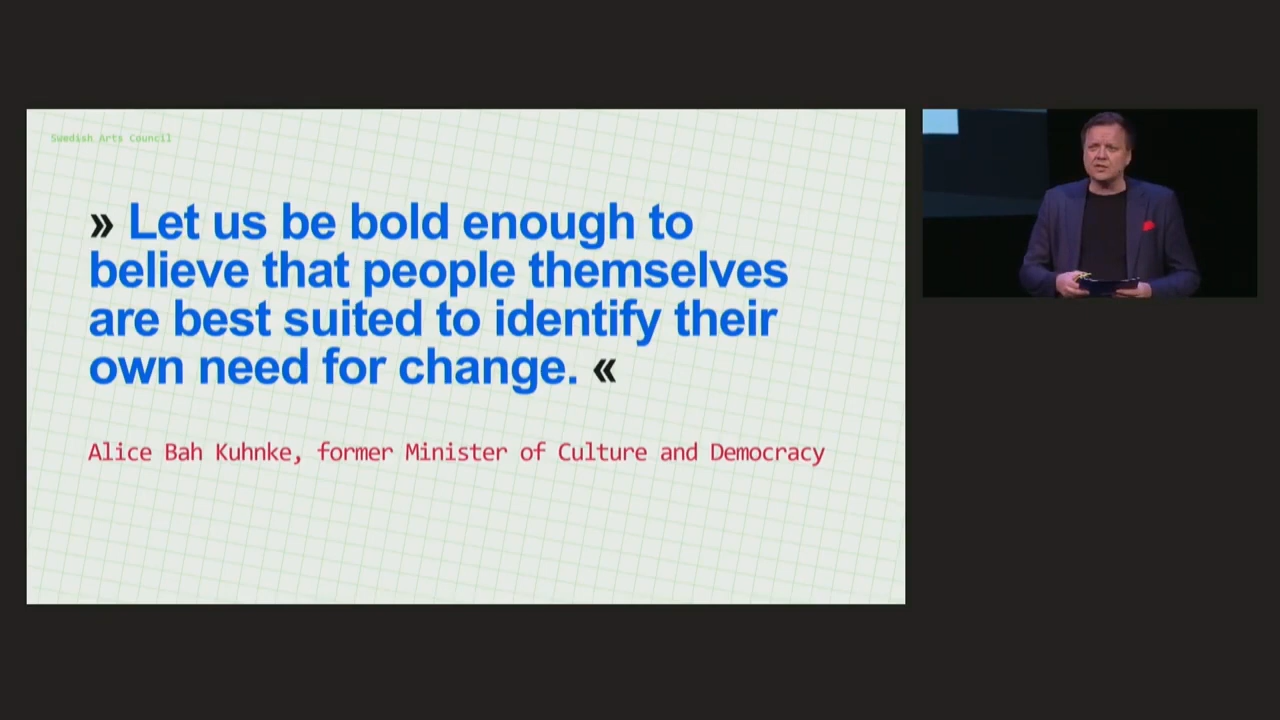 Swedish Arts Council
» Let us be bold enough to
believe that people themselves
are best suited to identify their
own need for change. «
Alice Bah Kuhnke, former Minister of Culture and Democracy